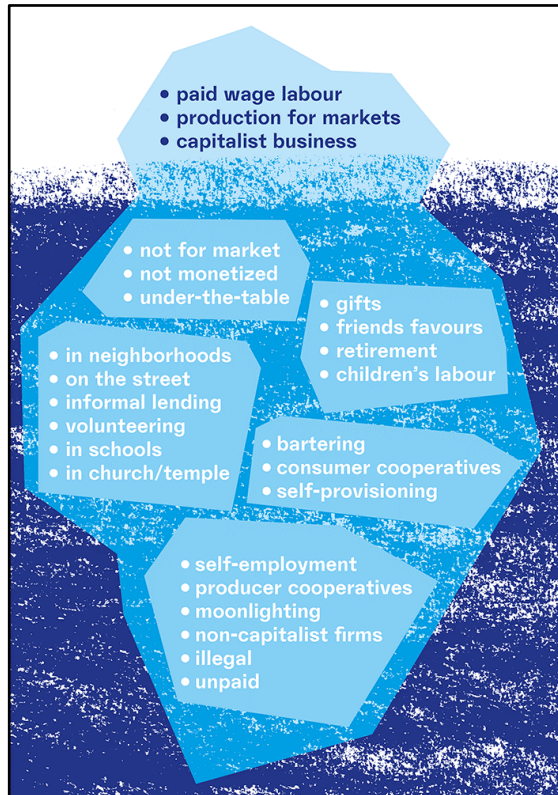 • paid wage labour
• production for markets
• capitalist business
• not for market
• not monetized
• under-the-table
• gifts
• friends favours
• retirement
• children's labour
• in neighborhoods
• on the street
• informal lending
• volunteering
• in schools
• in church/temple
• bartering
• consumer cooperatives
• self-provisioning
• self-employment
• producer cooperatives
• moonlighting
• non-capitalist firms
• illegal
• unpaid